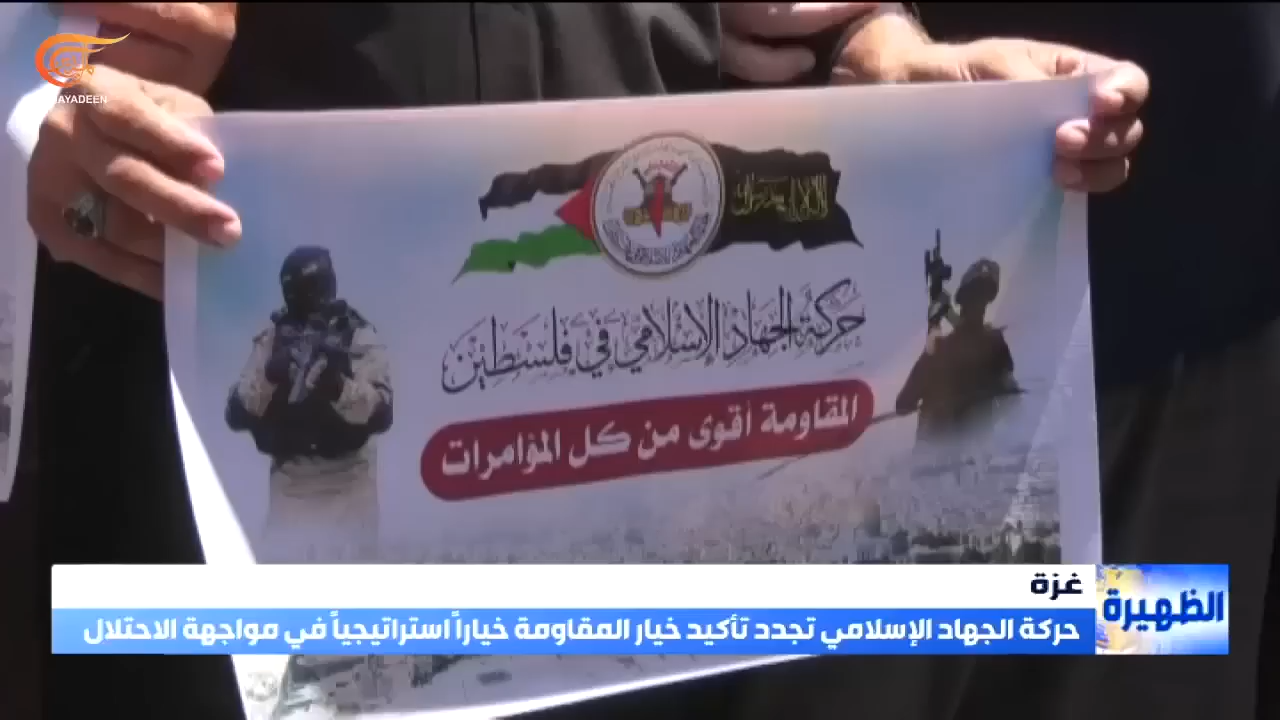 AYADEEN
حركة الجهاد الإسلامي في فلسطين
المقاومة أقوى من كل المؤامرات
غزة
الظهيرة
حركة الجهاد الإسلامي تجدد تأكيد خيار المقاومة خياراً استراتيجياً في مواجهة الاحتلال